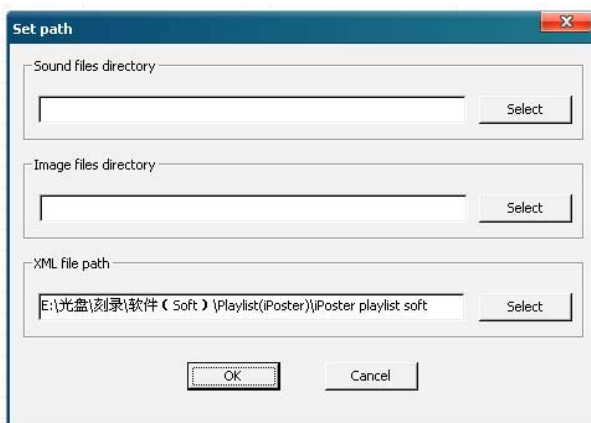 Set path
Sound files directory
Select
Image files directory
Select
XML file path
E:\光盘\刻录\软件（Soft）\Playlist(iPoster)\iPoster playlist soft
Select
OK
Cancel